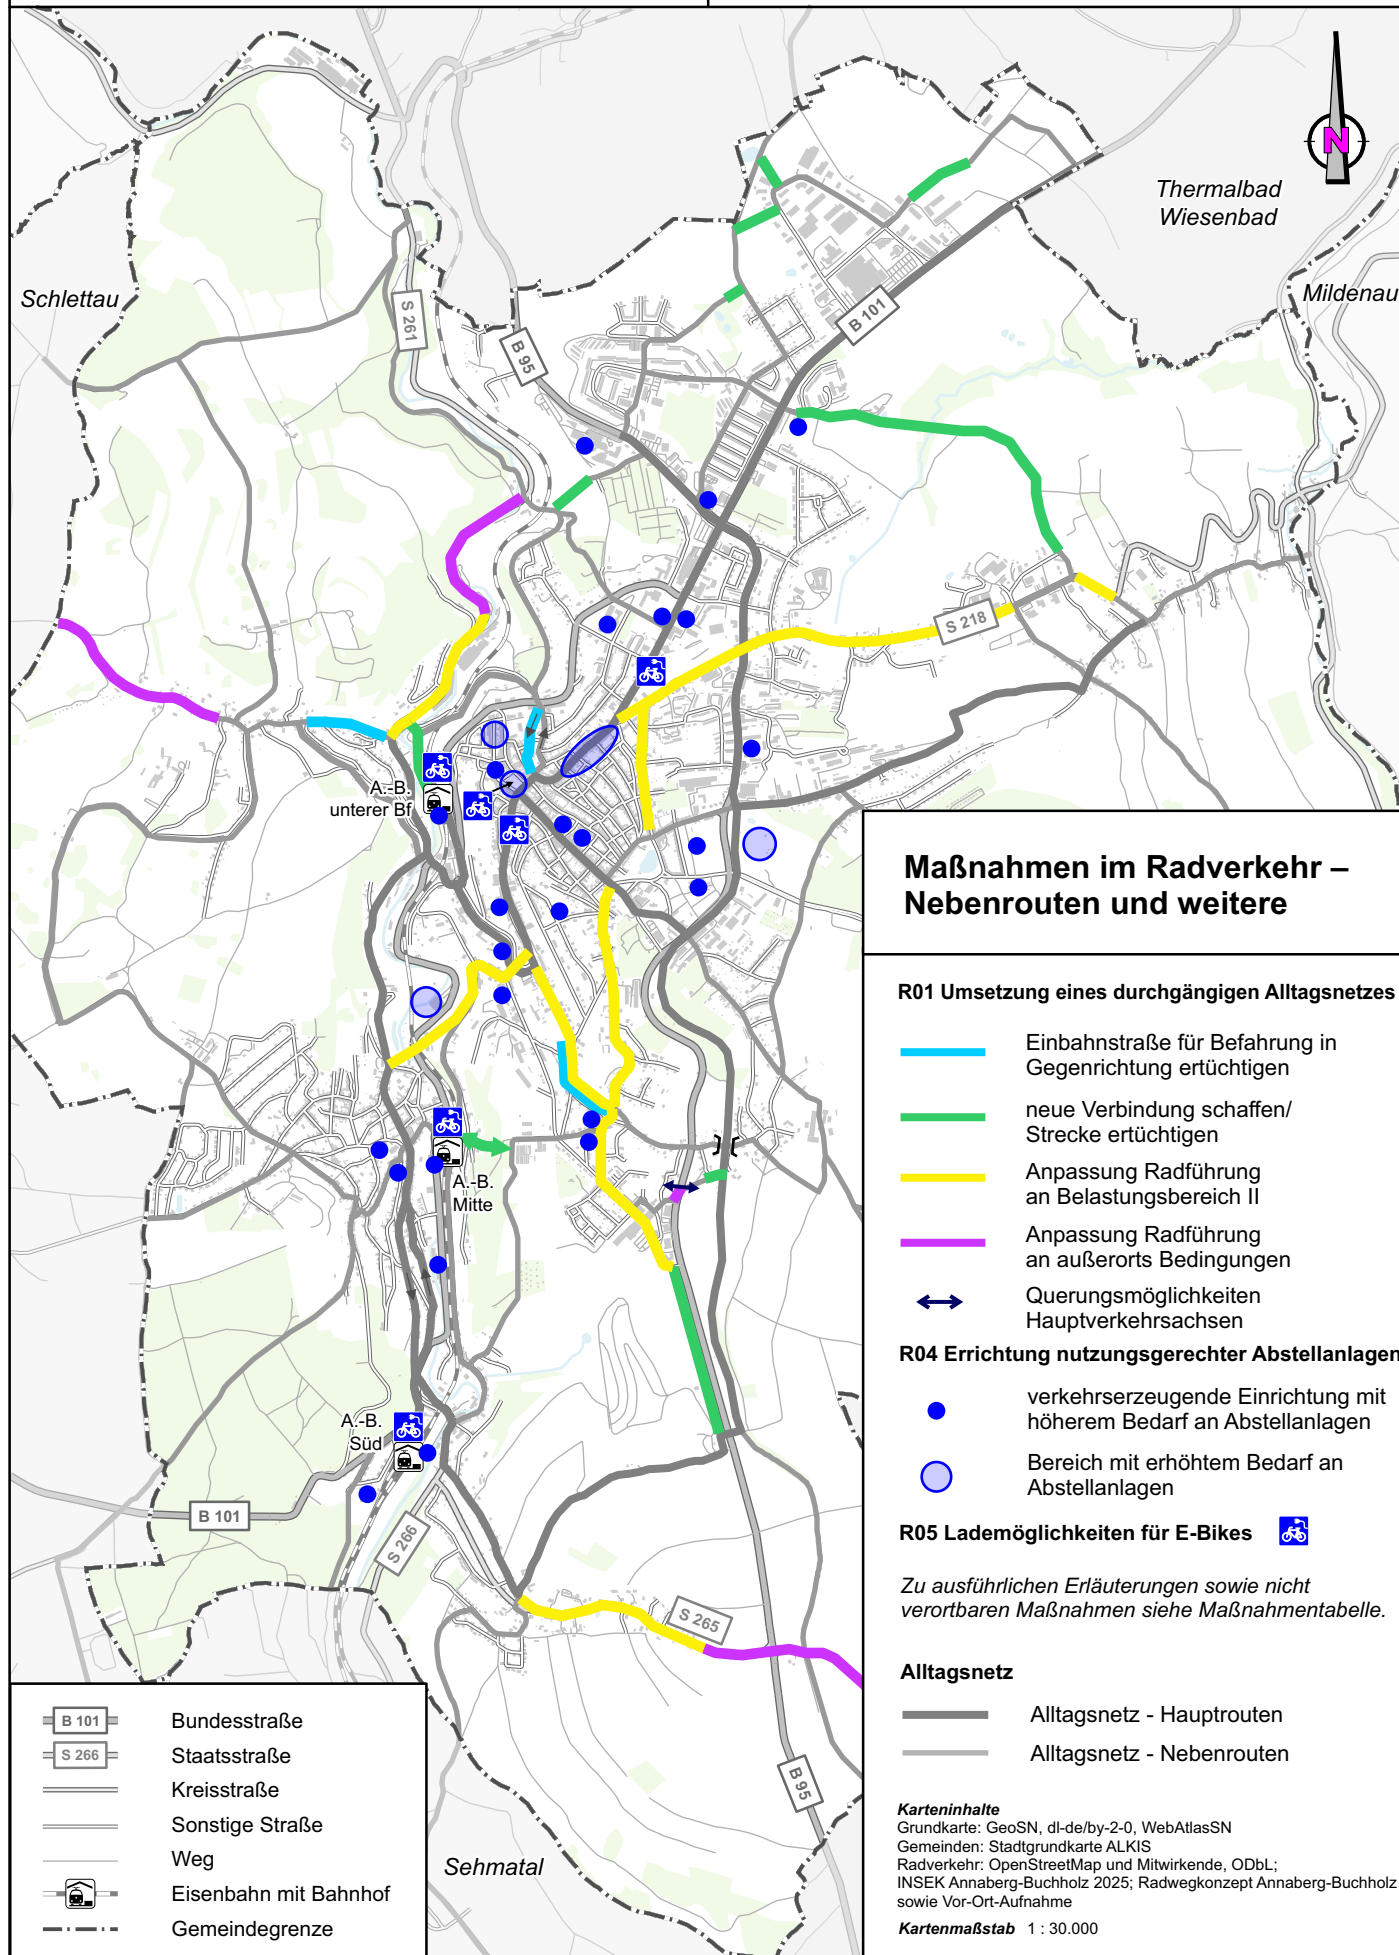 N
Thermalbad
Wiesenbad
Mildenau
Schlettau
S 261
B 95
B 101
S 218
A.-B.
unterer Bf
A.-B.
Mitte
A.-B.
Süd
B 101
S 266
S 265
B 95
Sehmatal
Maßnahmen im Radverkehr –
Nebenrouten und weitere
R01 Umsetzung eines durchgängigen Alltagsnetzes
Einbahnstraße für Befahrung in
Gegenrichtung ertüchtigen
neue Verbindung schaffen/
Strecke ertüchtigen
Anpassung Radführung
an Belastungsbereich II
Anpassung Radführung
an außerorts Bedingungen
Querungsmöglichkeiten
Hauptverkehrsachsen
R04 Errichtung nutzungsgerechter Abstellanlagen
verkehrserzeugende Einrichtung mit
höherem Bedarf an Abstellanlagen
Bereich mit erhöhtem Bedarf an
Abstellanlagen
R05 Lademöglichkeiten für E-Bikes
Zu ausführlichen Erläuterungen sowie nicht
verortbaren Maßnahmen siehe Maßnahmentabelle.
Alltagsnetz
Alltagsnetz - Hauptrouten
Alltagsnetz - Nebenrouten
Karteninhalte
Grundkarte: GeoSN, dl-de/by-2-0, WebAtlasSN
Gemeinden: Stadtgrundkarte ALKIS
Radverkehr: OpenStreetMap und Mitwirkende, ODbL;
INSEK Annaberg-Buchholz 2025; Radwegkonzept Annaberg-Buchholz
sowie Vor-Ort-Aufnahme
Kartenmaßstab 1 : 30.000
B 101 Bundesstraße
S 266 Staatsstraße
Kreisstraße
Sonstige Straße
Weg
Eisenbahn mit Bahnhof
Gemeindegrenze